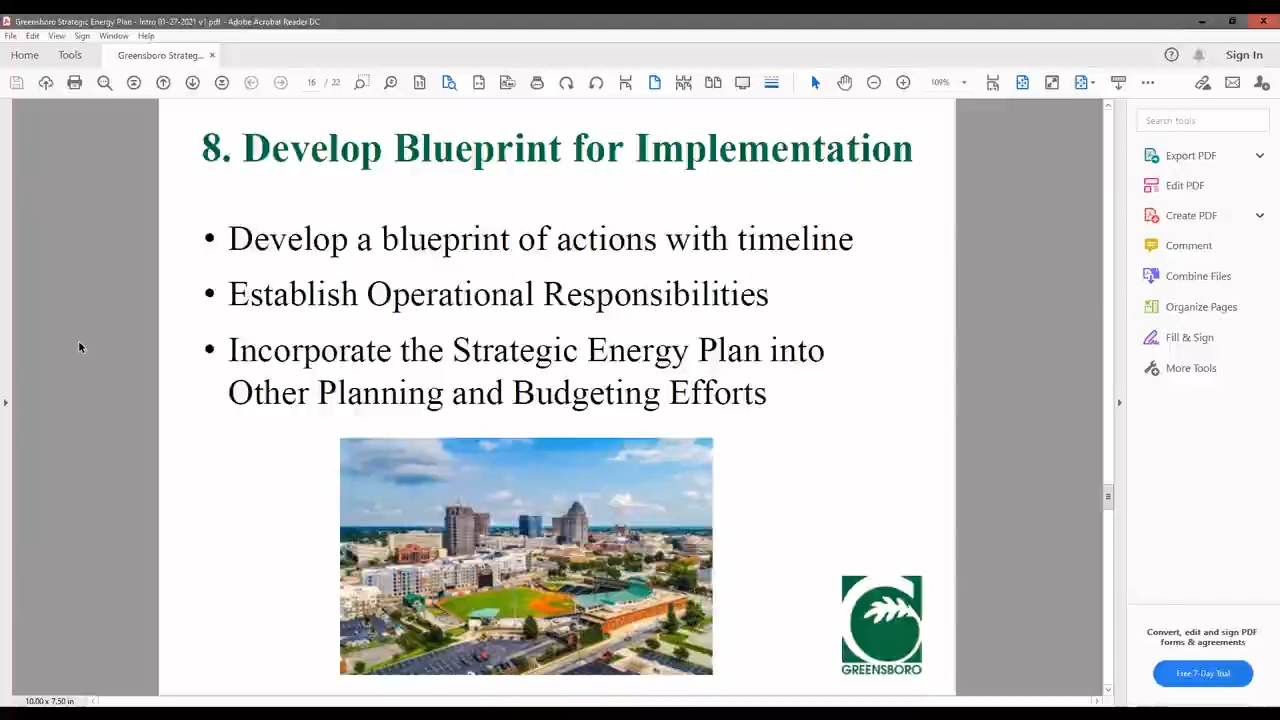 Greensboro Strategic Energy Plan - Intro 01-27-2021 v1.pdf - Adobe Acrobat Reader DC
File Edit View Sign Window Help
Home Tools Greensboro Strateg... × Sign In
16 / 22 109%
8. Develop Blueprint for Implementation
• Develop a blueprint of actions with timeline
• Establish Operational Responsibilities
• Incorporate the Strategic Energy Plan into
Other Planning and Budgeting Efforts
GREENSBORO
Search tools
Export PDF
Edit PDF
Create PDF
Comment
Combine Files
Organize Pages
Fill & Sign
More Tools
Convert, edit and sign PDF
forms & agreements
Free 7-Day Trial
10.00 x 7.50 in